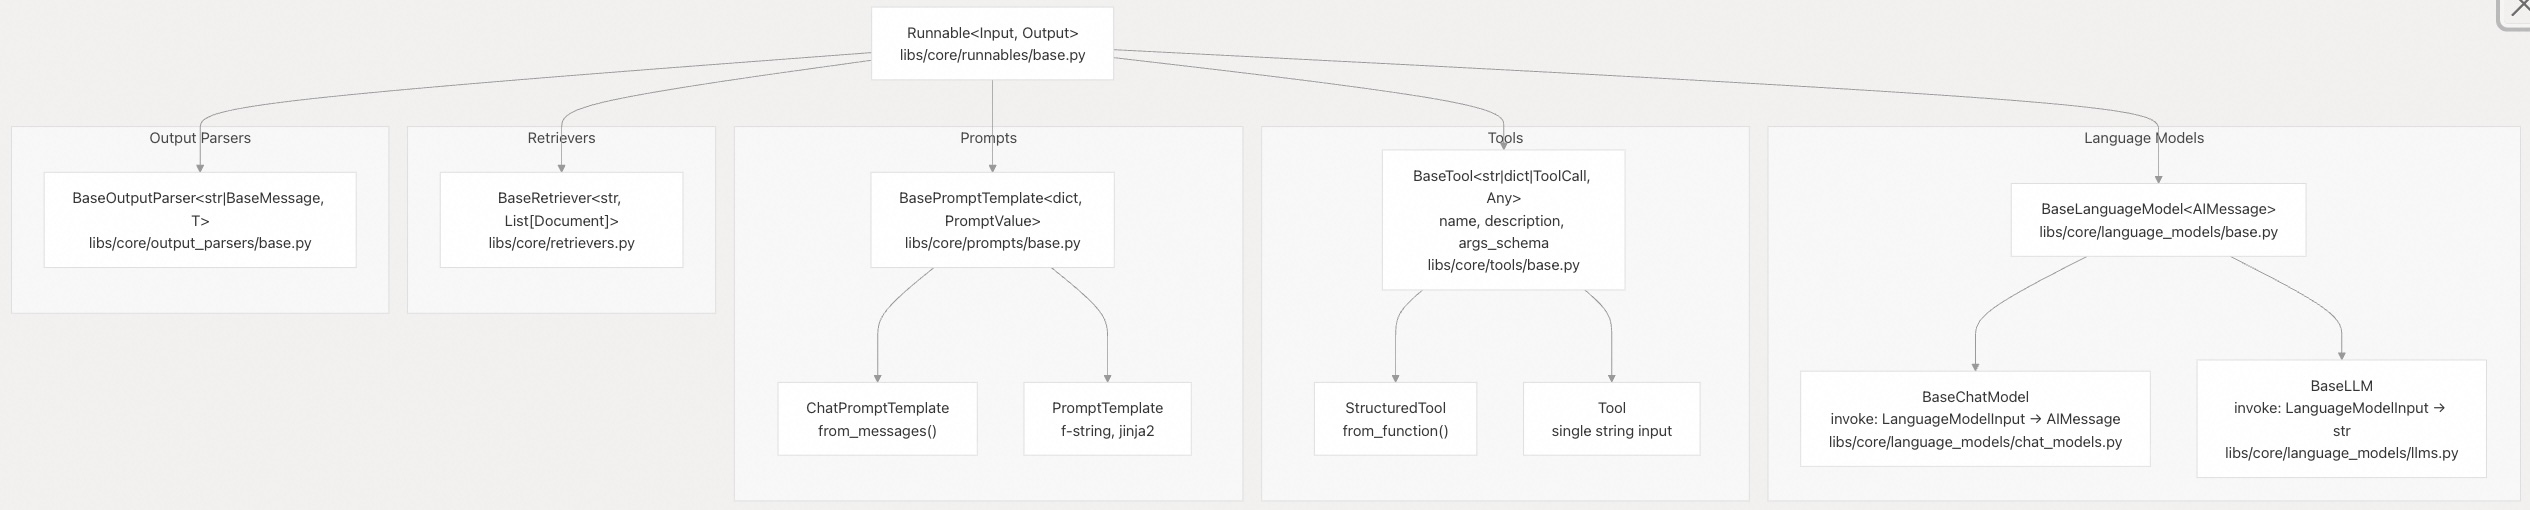 Runnable<Input, Output>
libs/core/runnables/base.py
Output Parsers
BaseOutputParser<str|BaseMessage,
T>
libs/core/output_parsers/base.py
Retrievers
BaseRetriever<str,
List[Document]>
libs/core/retrievers.py
Prompts
BasePromptTemplate<dict,
PromptValue>
libs/core/prompts/base.py
ChatPromptTemplate
from_messages()
PromptTemplate
f-string, jinja2
Tools
BaseTool<str|dict|ToolCall,
Any>
name, description,
args_schema
libs/core/tools/base.py
StructuredTool
from_function()
Tool
single string input
Language Models
BaseLanguageModel<AIMessage>
libs/core/language_models/base.py
BaseChatModel
invoke: LanguageModelInput → AIMessage
libs/core/language_models/chat_models.py
BaseLLM
invoke: LanguageModelInput →
str
libs/core/language_models/llms.py